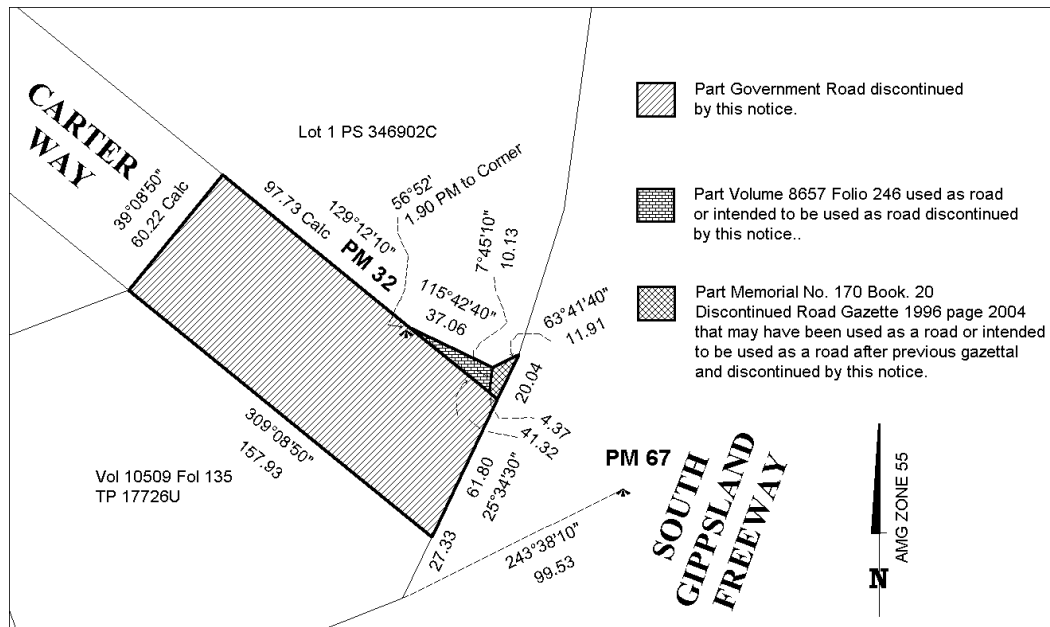 CARTER
WAY
39°08'50"
60.22 Calc
Lot 1 PS 346902C
97.73 Calc
129°12'10"
PM 32
56°52'
1.90 PM to Corner
115°42'40"
37.06
7°45'10"
10.13
63°41'40"
11.91
20.04
4.37
41.32
61.80
25°34'30"
27.33
309°08'50"
157.93
Vol 10509 Fol 135
TP 17726U
243°38'10"
99.53
PM 67
SOUTH
GIPPSLAND
FREEWAY
Part Government Road discontinued
by this notice.
Part Volume 8657 Folio 246 used as road
or intended to be used as road discontinued
by this notice..
Part Memorial No. 170 Book. 20
Discontinued Road Gazette 1996 page 2004
that may have been used as a road or intended
to be used as a road after previous gazettal
and discontinued by this notice.
AMG ZONE 55
N